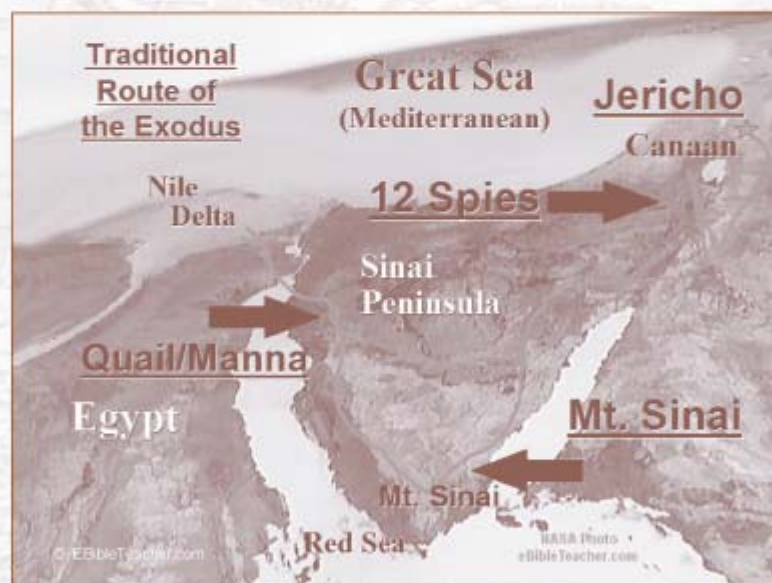 Traditional
Route of
the Exodus
Great Sea
(Mediterranean)
Jericho
Canaan
Nile
Delta
12 Spies
Sinai
Peninsula
Quail/Manna
Egypt
Mt. Sinai
Mt. Sinai
Red Sea
NASA Photo
eBibleTeacher.com
© EBibleTeacher.com